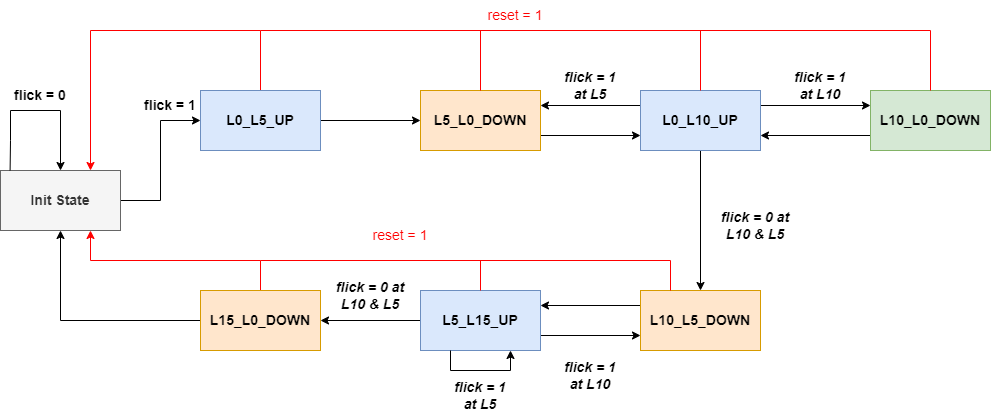 reset = 1
flick = 0
flick = 1
flick = 1
at L5
flick = 1
at L10
L0_L5_UP
L5_L0_DOWN
L0_L10_UP
L10_L0_DOWN
Init State
flick = 0 at
L10 & L5
reset = 1
flick = 0 at
L10 & L5
L15_L0_DOWN
L5_L15_UP
L10_L5_DOWN
flick = 1
at L5
flick = 1
at L10